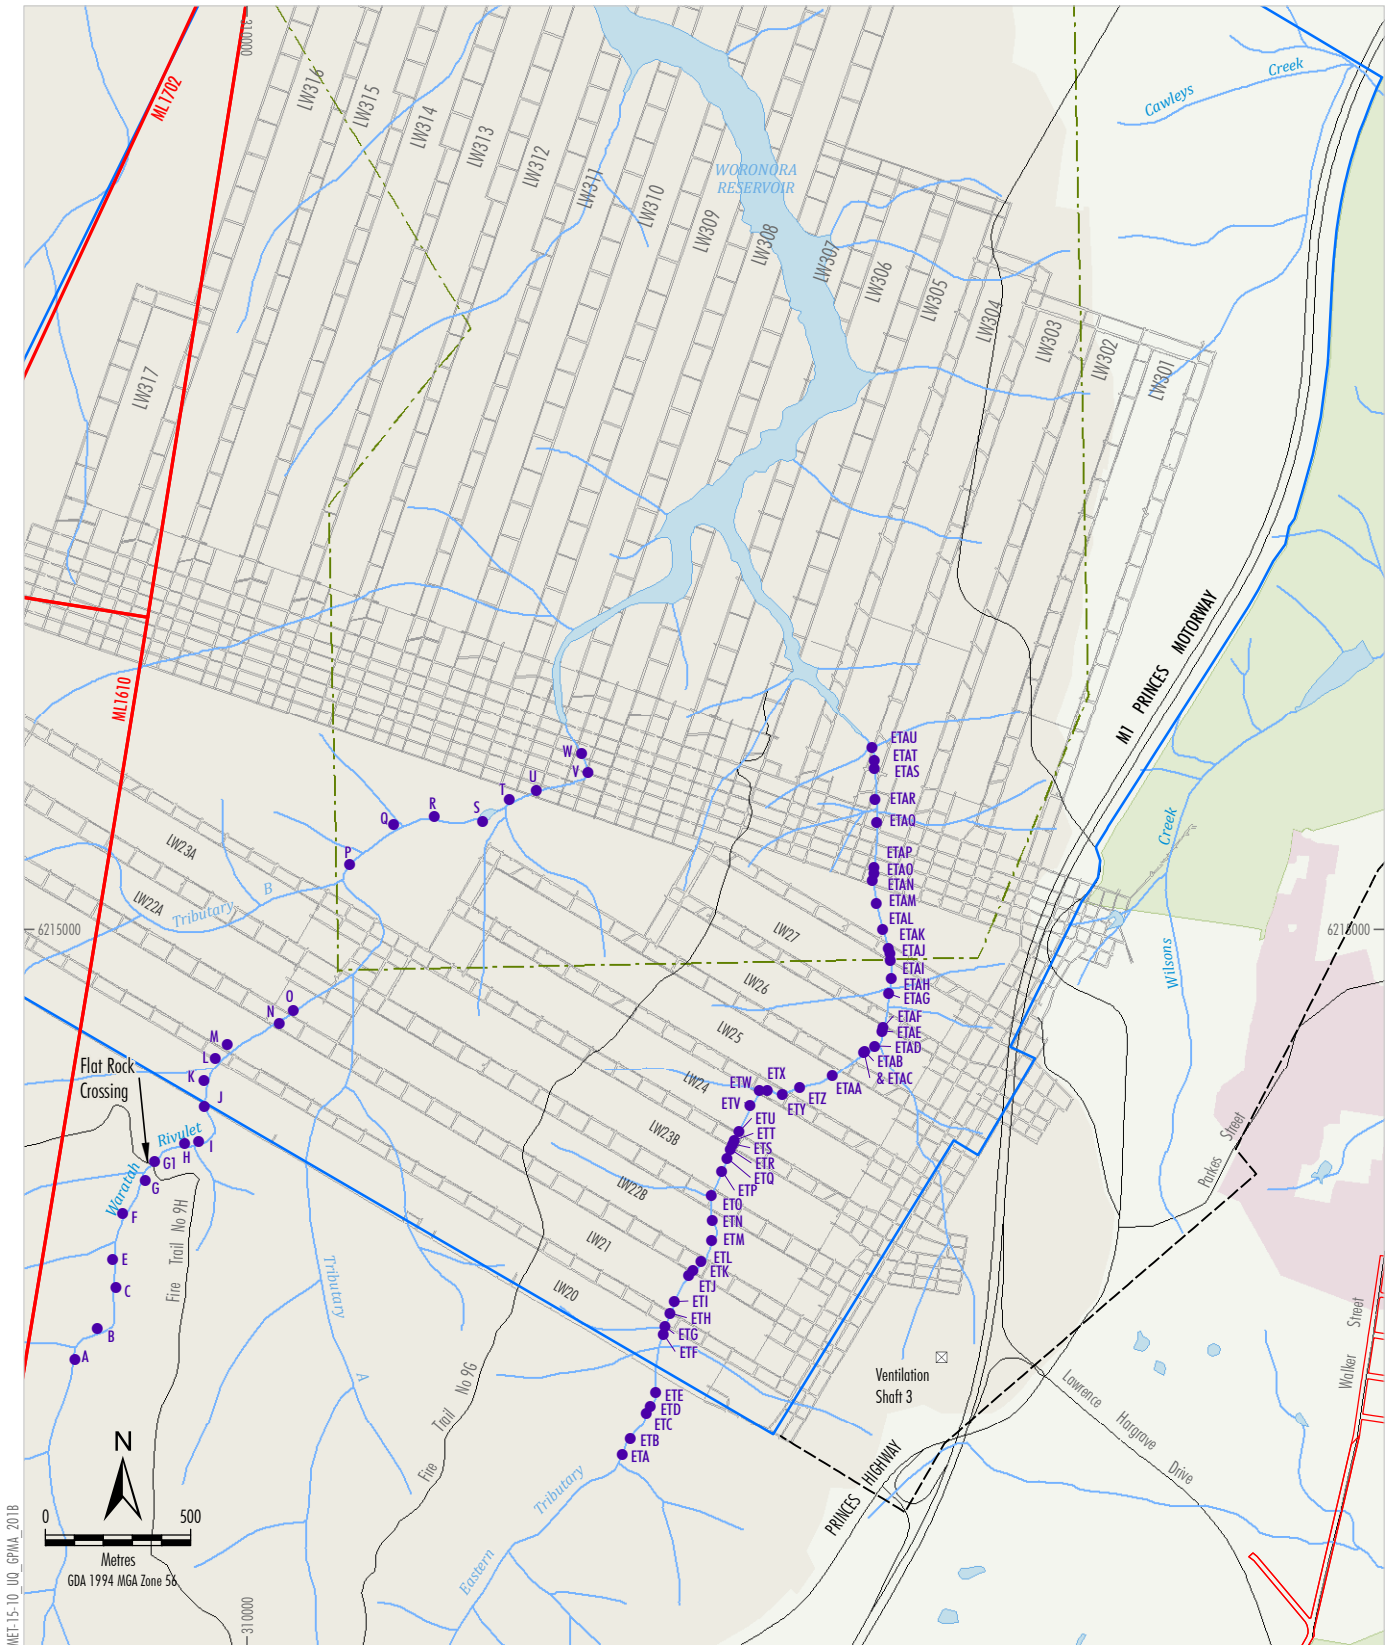 310000
ML1702
Cawleys
Creek
LW316
LW315
LW314
LW313
LW312
LW311
LW310
LW309
LW308
LW307
LW306
LW305
LW304
LW303
LW302
LW301
LW317
WORONORA
RESERVOIR
M1 PRINCES MOTORWAY
ML1610
W
V
U
T
S
R
Q
P
ETAU
ETAT
ETAS
ETAR
ETAQ
ETAP
ETAO
ETAN
ETAM
ETAL
ETAK
ETAJ
ETAI
ETAH
ETAG
ETAF
ETAE
ETAD
ETAB
& ETAC
ETAA
ETZ
ETY
ETX
ETW
ETV
ETU
ETT
ETS
ETR
ETQ
ETP
ETO
ETN
ETM
ETL
ETK
ETJ
ETI
ETH
ETG
ETF
ETE
ETD
ETC
ETB
ETA
LW23A
LW22A
Tributary B
6215000
6215000
LW27
LW26
LW25
LW24
LW23B
LW22B
LW21
LW20
Wilsons Creek
O
N
M
L
K
J
I
H
G1
G
F
E
C
B
A
Flat Rock
Crossing
Waratah Rivulet
Fire Trail No 9H
Tributary A
Fire Trail No 9G
Eastern Tributary
Parkes Street
Walker Street
Ventilation
Shaft 3
Lawrence Hargrave Drive
PRINCES HIGHWAY
N
0 500
Metres
GDA 1994 MGA Zone 56
310000
MET-15-10_UQ_GPMA_201B